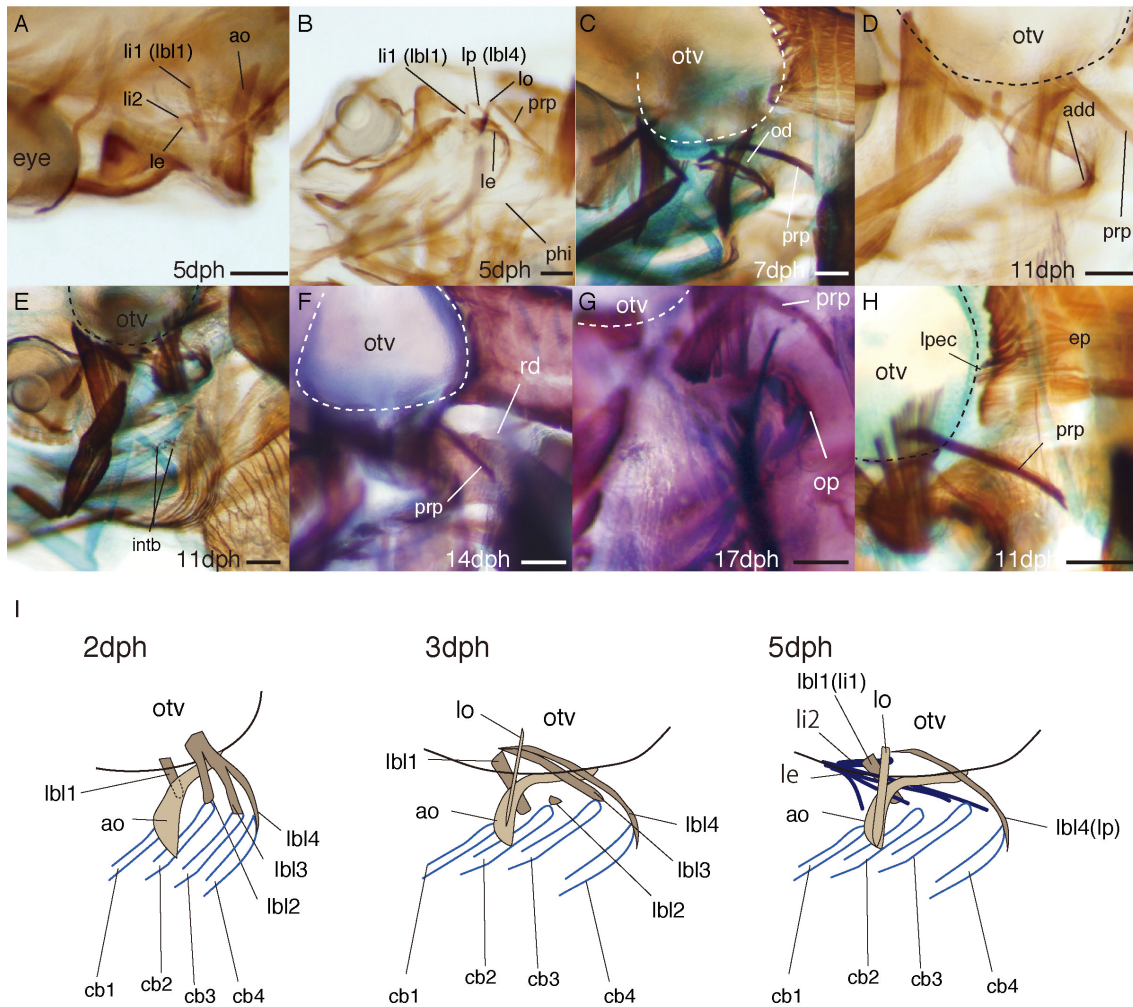 A
li1 (lbl1)
ao
li2
le
eye
5dph
B
li1 (lbl1)
lp (lbl4)
lo
prp
le
phi
5dph
C
otv
od
prp
7dph
D
otv
add
prp
11dph
E
otv
intb
11dph
F
otv
rd
prp
14dph
G
otv
prp
op
17dph
H
lpec
ep
otv
prp
11dph
I
2dph
otv
lbl1
ao
lbl4
lbl3
lbl2
cb1
cb2
cb3
cb4
3dph
lo
otv
lbl1
ao
lbl4
lbl3
lbl2
cb1
cb2
cb3
cb4
5dph
lbl1(li1)
lo
li2
otv
le
ao
lbl4(lp)
cb1
cb2
cb3
cb4